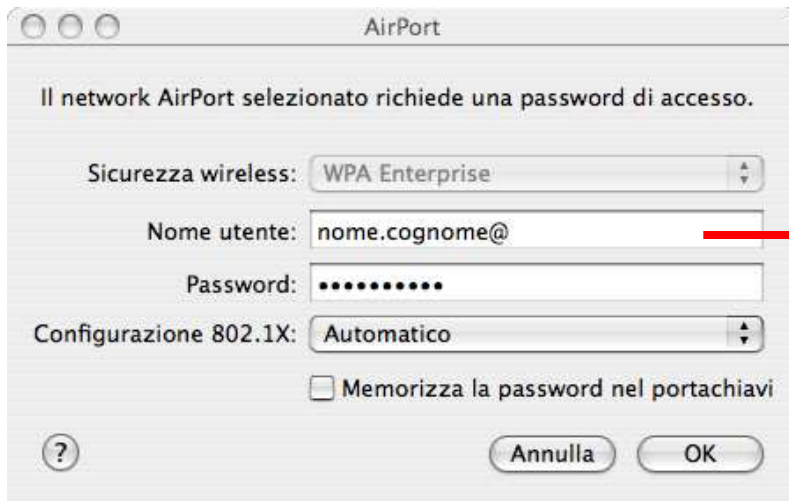 AirPort
Il network AirPort selezionato richiede una password di accesso.
Sicurezza wireless: WPA Enterprise
Nome utente: nome.cognome@
Password: ••••••••••
Configurazione 802.1X: Automatico
Memorizza la password nel portachiavi
? Annulla OK